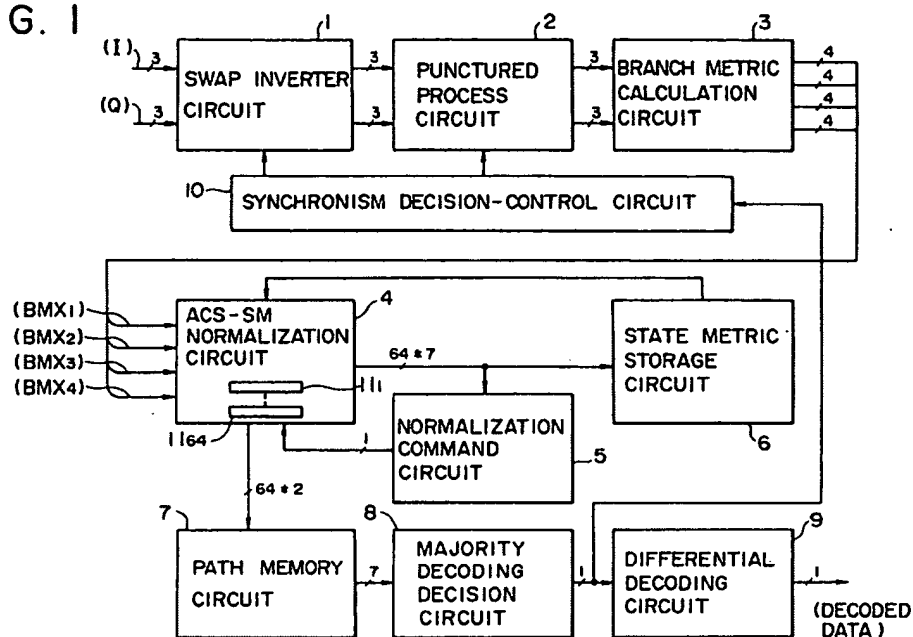 G. 1
(I)
3
(Q)
3
1
SWAP INVERTER
CIRCUIT
3
3
2
PUNCTURED
PROCESS
CIRCUIT
3
3
3
BRANCH METRIC
CALCULATION
CIRCUIT
4
4
4
4
10
SYNCHRONISM DECISION-CONTROL CIRCUIT
(BMX1)
(BMX2)
(BMX3)
(BMX4)
4
ACS-SM
NORMALIZATION
CIRCUIT
111
1164
64*7
STATE METRIC
STORAGE
CIRCUIT
6
1
NORMALIZATION
COMMAND
CIRCUIT
5
64*2
7
PATH MEMORY
CIRCUIT
7
8
MAJORITY
DECODING
DECISION
CIRCUIT
1
9
DIFFERENTIAL
DECODING
CIRCUIT
1
(DECODED
DATA)